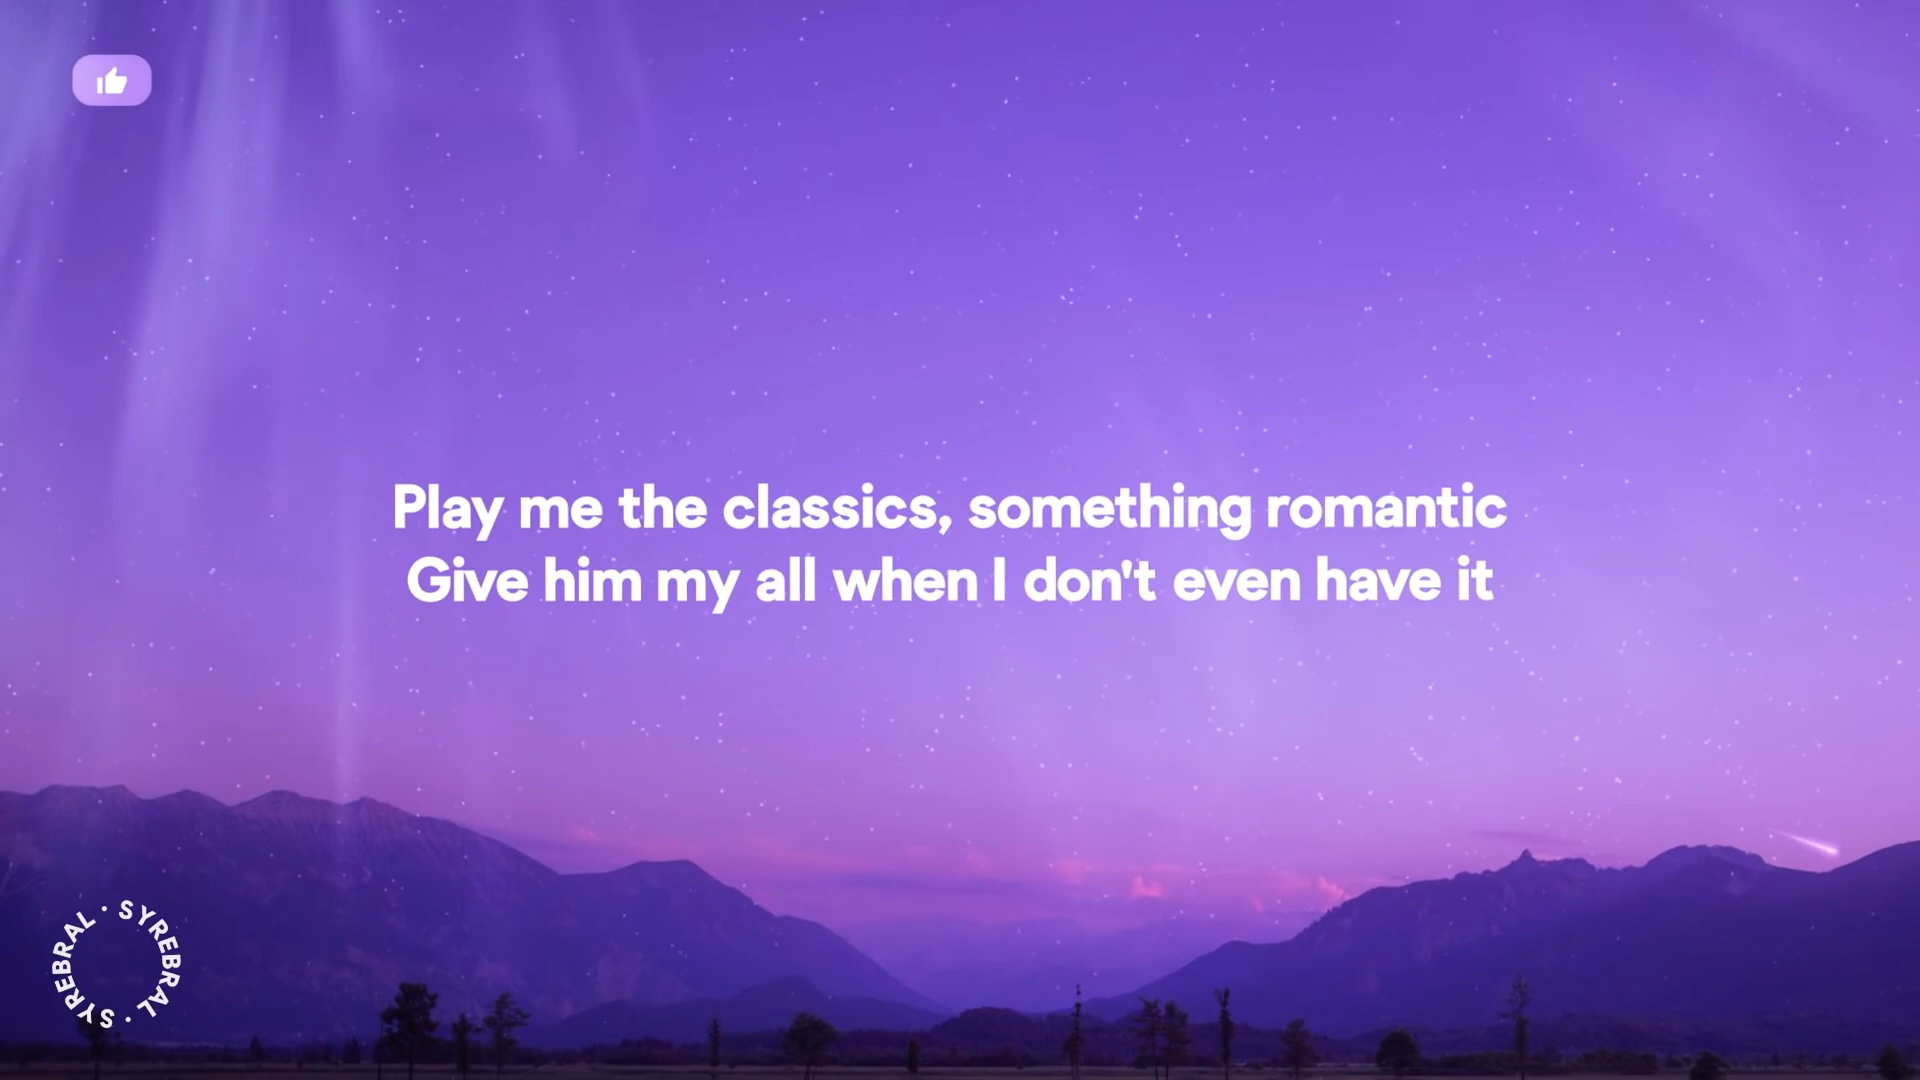 Play me the classics, something romantic
Give him my all when I don't even have it
SYREBRAL · SYREBRAL ·